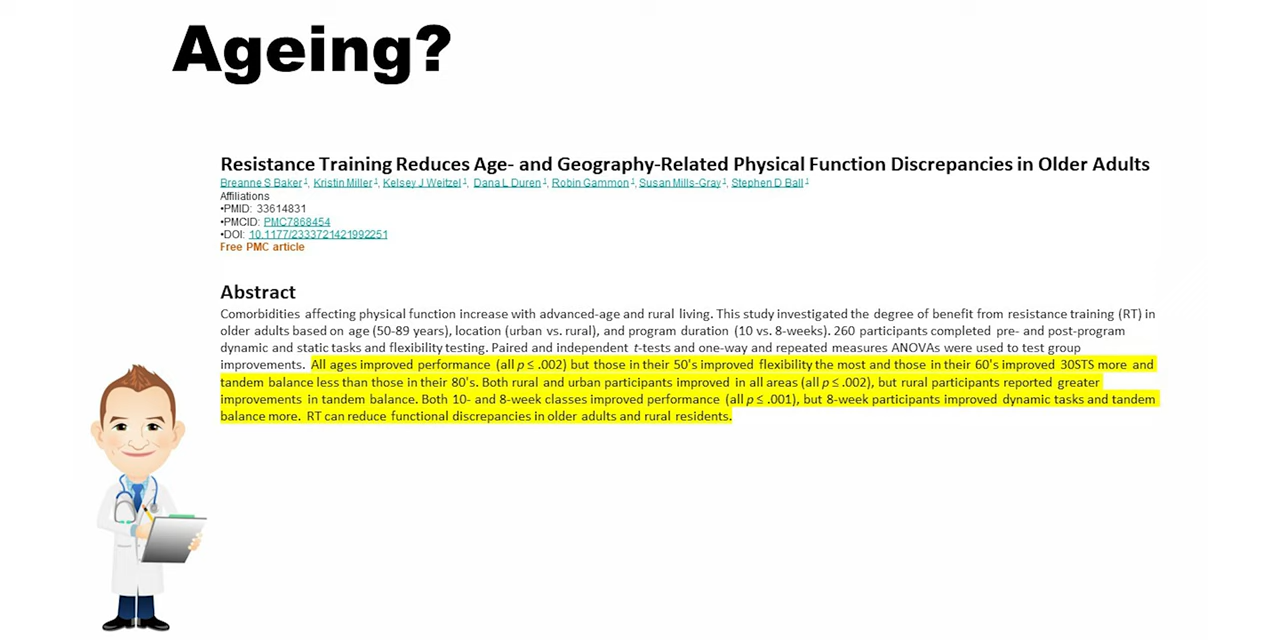 Ageing?
Resistance Training Reduces Age- and Geography-Related Physical Function Discrepancies in Older Adults
Breanne S Baker 1, Kristin Miller 1, Kelsey J Weitzel 1, Dana L Duren 1, Robin Gammon 1, Susan Mills-Gray 1, Stephen D Ball 1
Affiliations
•PMID: 33614831
•PMCID: PMC7868454
•DOI: 10.1177/2333721421992251
Free PMC article
Abstract
Comorbidities affecting physical function increase with advanced-age and rural living. This study investigated the degree of benefit from resistance training (RT) in
older adults based on age (50-89 years), location (urban vs. rural), and program duration (10 vs. 8-weeks). 260 participants completed pre- and post-program
dynamic and static tasks and flexibility testing. Paired and independent t-tests and one-way and repeated measures ANOVAs were used to test group
improvements. All ages improved performance (all p ≤ .002) but those in their 50's improved flexibility the most and those in their 60's improved 30STS more and
tandem balance less than those in their 80's. Both rural and urban participants improved in all areas (all p ≤ .002), but rural participants reported greater
improvements in tandem balance. Both 10- and 8-week classes improved performance (all p ≤ .001), but 8-week participants improved dynamic tasks and tandem
balance more. RT can reduce functional discrepancies in older adults and rural residents.